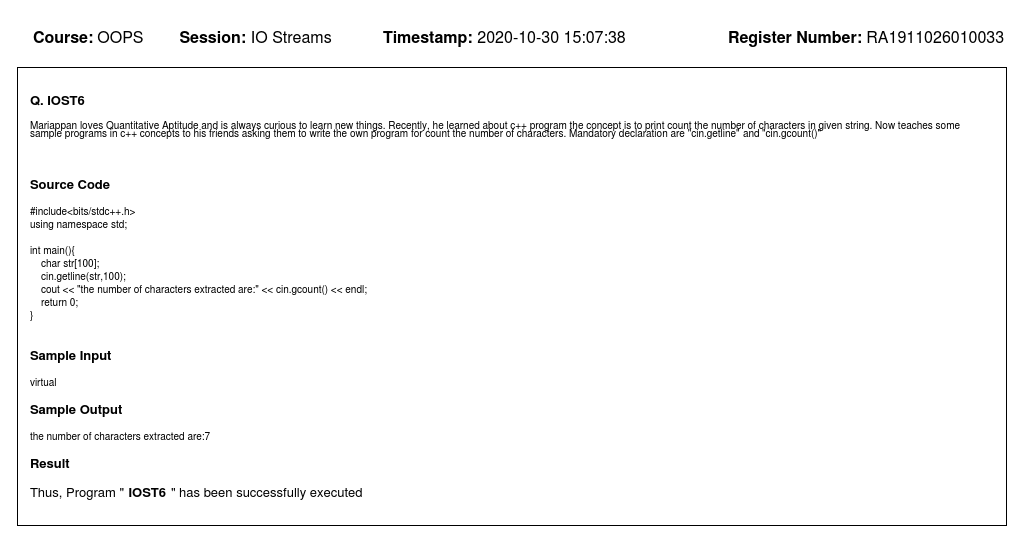 Course: OOPS Session: IO Streams Timestamp: 2020-10-30 15:07:38 Register Number: RA1911026010033
Q. IOST6
Mariappan loves Quantitative Aptitude and is always curious to learn new things. Recently, he learned about c++ program the concept is to print count the number of characters in given string. Now teaches some
sample programs in c++ concepts to his friends asking them to write the own program for count the number of characters. Mandatory declaration are "cin.getline" and "cin.gcount()"
Source Code
#include<bits/stdc++.h>
using namespace std;
int main(){
char str[100];
cin.getline(str,100);
cout << "the number of characters extracted are:" << cin.gcount() << endl;
return 0;
}
Sample Input
virtual
Sample Output
the number of characters extracted are:7
Result
Thus, Program " IOST6 " has been successfully executed